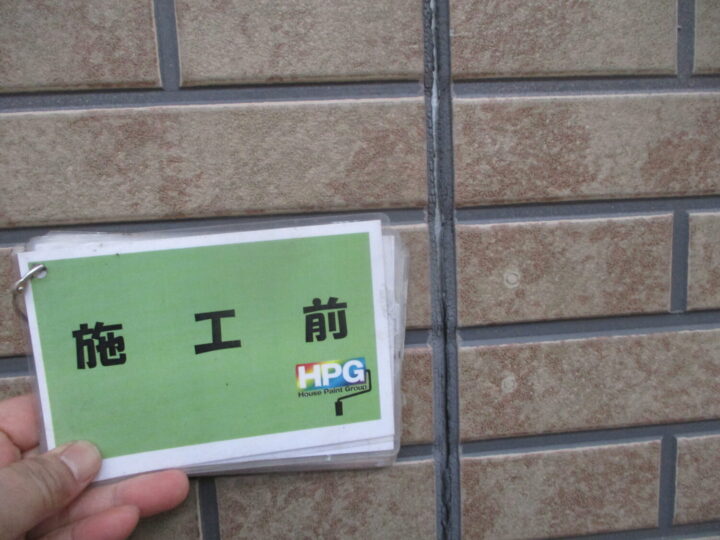 施工前
HPG
House Paint Group